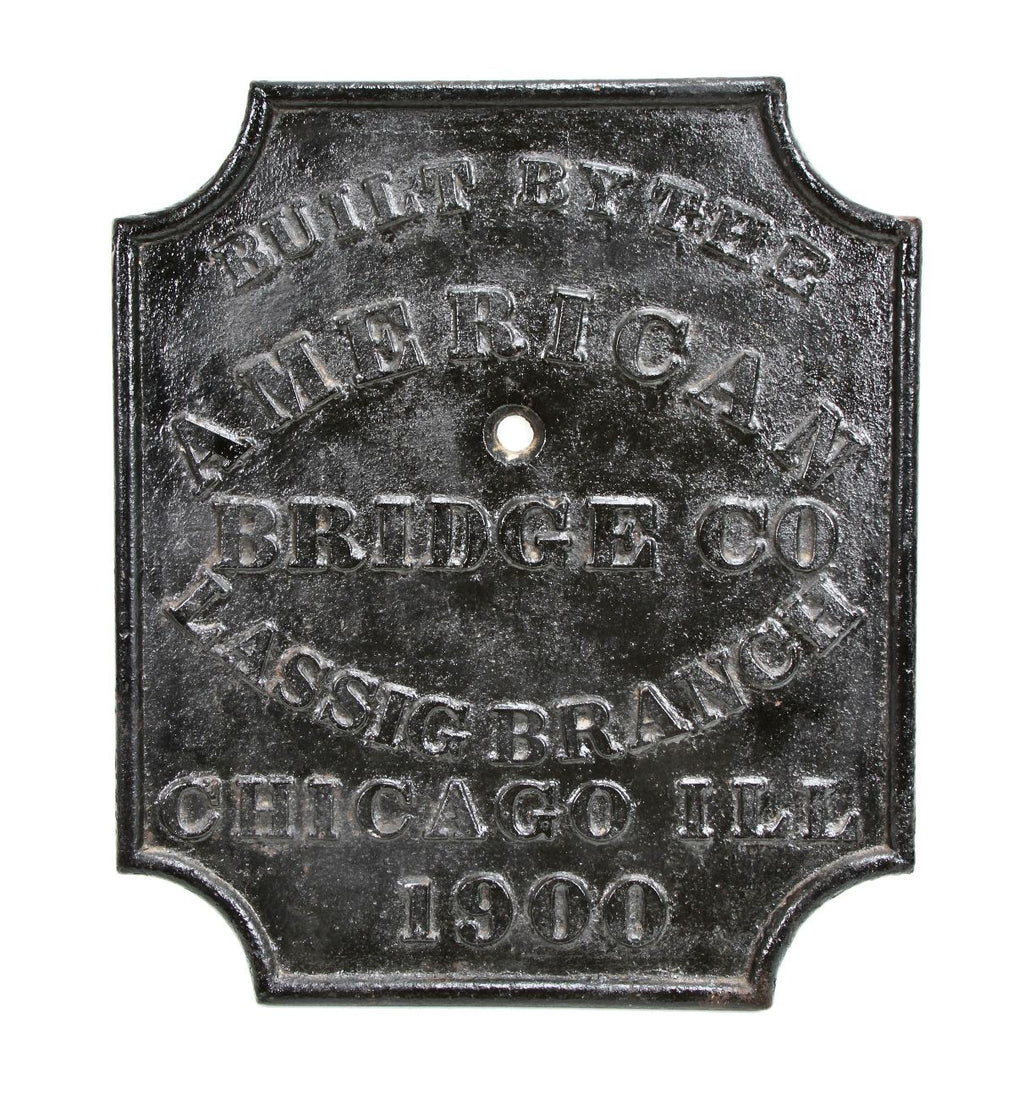 BUILT BY THE
AMERICAN
BRIDGE CO
LASSIG BRANCH
CHICAGO ILL
1900